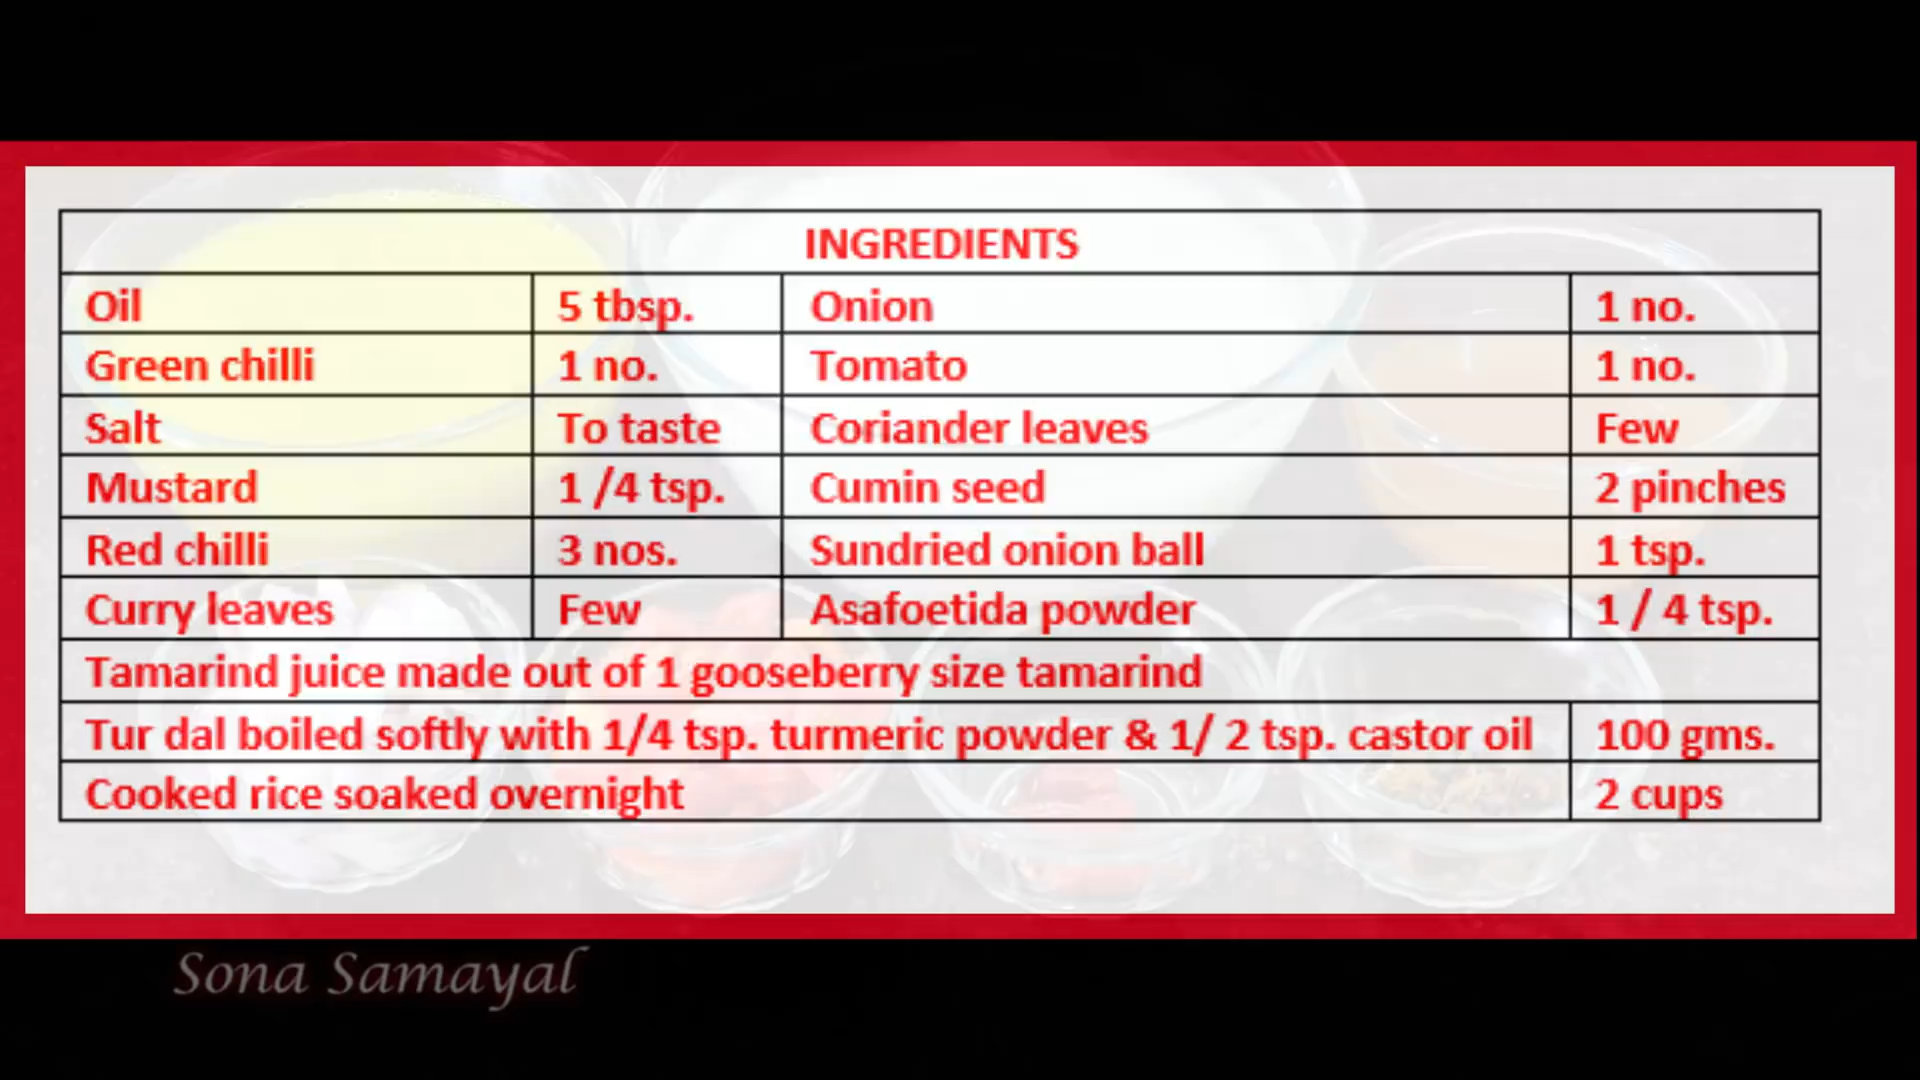 INGREDIENTS
Oil 5 tbsp. Onion 1 no.
Green chilli 1 no. Tomato 1 no.
Salt To taste Coriander leaves Few
Mustard 1 /4 tsp. Cumin seed 2 pinches
Red chilli 3 nos. Sundried onion ball 1 tsp.
Curry leaves Few Asafoetida powder 1 / 4 tsp.
Tamarind juice made out of 1 gooseberry size tamarind
Tur dal boiled softly with 1/4 tsp. turmeric powder & 1/ 2 tsp. castor oil 100 gms.
Cooked rice soaked overnight 2 cups
Sona Samayal